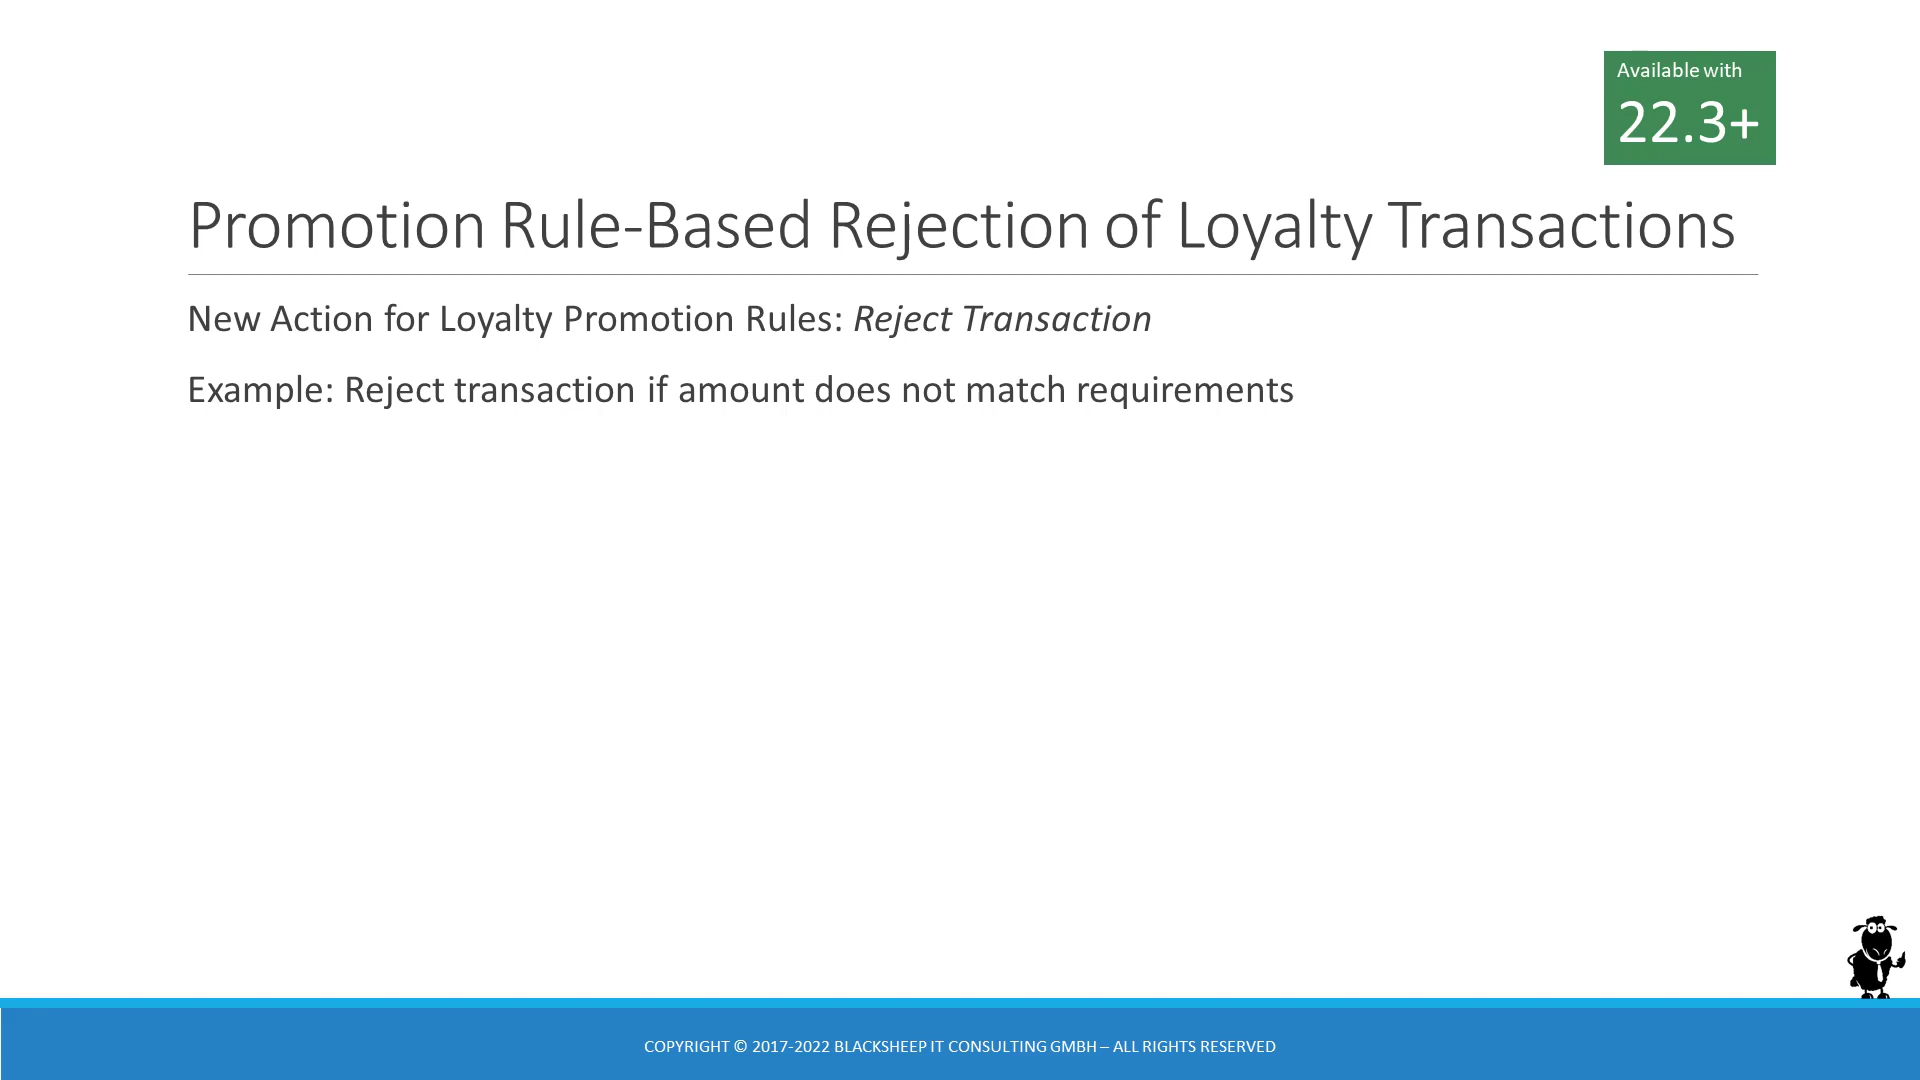 Available with
22.3+
Promotion Rule-Based Rejection of Loyalty Transactions
New Action for Loyalty Promotion Rules: Reject Transaction
Example: Reject transaction if amount does not match requirements
COPYRIGHT © 2017-2022 BLACKSHEEP IT CONSULTING GMBH – ALL RIGHTS RESERVED